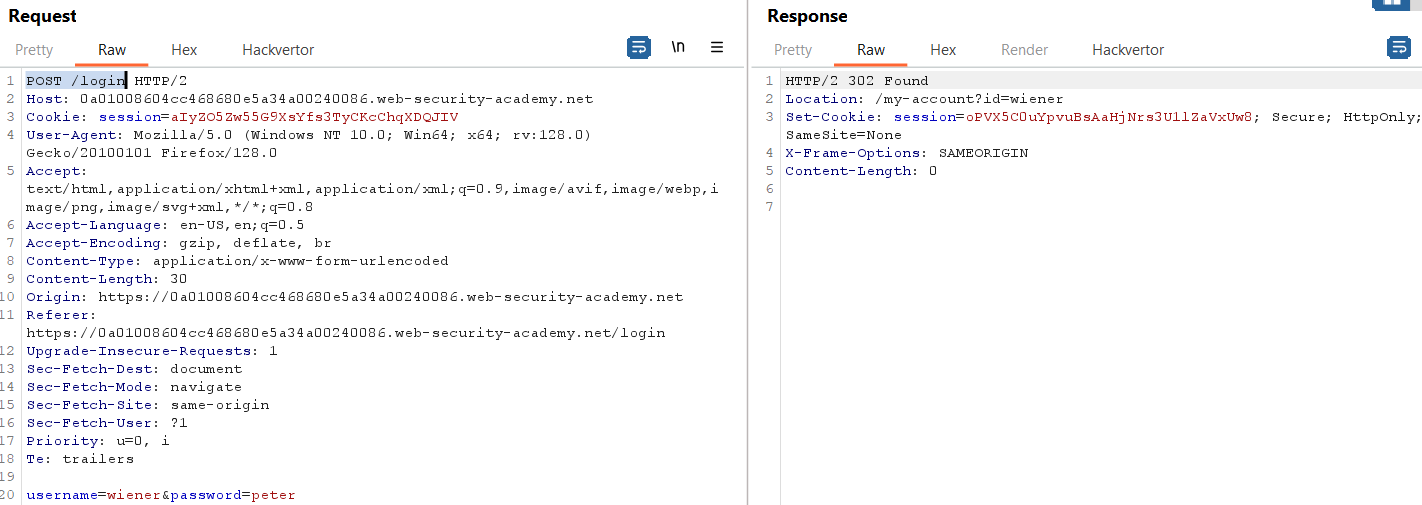 Request
Pretty Raw Hex Hackvertor \n
1 POST /login HTTP/2
2 Host: 0a01008604cc468680e5a34a00240086.web-security-academy.net
3 Cookie: session=aIyZO5Zw55G9XsYfs3TyCKcChqXDQJIV
4 User-Agent: Mozilla/5.0 (Windows NT 10.0; Win64; x64; rv:128.0)
Gecko/20100101 Firefox/128.0
5 Accept:
text/html,application/xhtml+xml,application/xml;q=0.9,image/avif,image/webp,i
mage/png,image/svg+xml,*/*;q=0.8
6 Accept-Language: en-US,en;q=0.5
7 Accept-Encoding: gzip, deflate, br
8 Content-Type: application/x-www-form-urlencoded
9 Content-Length: 30
10 Origin: https://0a01008604cc468680e5a34a00240086.web-security-academy.net
11 Referer:
https://0a01008604cc468680e5a34a00240086.web-security-academy.net/login
12 Upgrade-Insecure-Requests: 1
13 Sec-Fetch-Dest: document
14 Sec-Fetch-Mode: navigate
15 Sec-Fetch-Site: same-origin
16 Sec-Fetch-User: ?1
17 Priority: u=0, i
18 Te: trailers
19
20 username=wiener&password=peter
Response
Pretty Raw Hex Render Hackvertor
1 HTTP/2 302 Found
2 Location: /my-account?id=wiener
3 Set-Cookie: session=oPVX5C0uYpvuBsAaHjNrs3UllZaVxUw8; Secure; HttpOnly;
SameSite=None
4 X-Frame-Options: SAMEORIGIN
5 Content-Length: 0
6
7